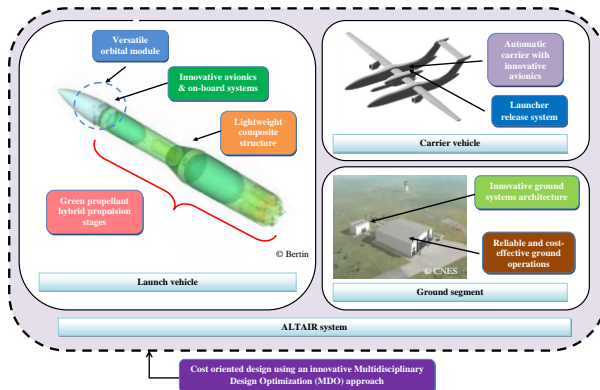 Versatile
orbital module
Innovative avionics
& on-board systems
Lightweight
composite
structure
Green propellant
hybrid propulsion
stages
© Bertin
Launch vehicle
Automatic
carrier with
innovative
avionics
Launcher
release system
Carrier vehicle
Innovative ground
systems architecture
Reliable and cost-
effective ground
operations
© CNES
Ground segment
ALTAIR system
Cost oriented design using an innovative Multidisciplinary
Design Optimization (MDO) approach